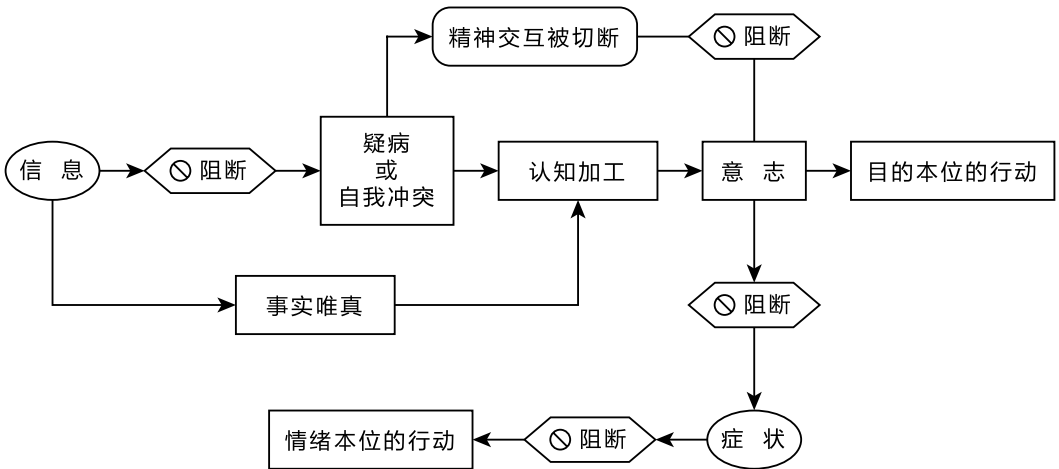 精神交互被切断
阻断
信 息
阻断
疑病
或
自我冲突
认知加工
意 志
目的本位的行动
事实唯真
阻断
情绪本位的行动
阻断
症 状